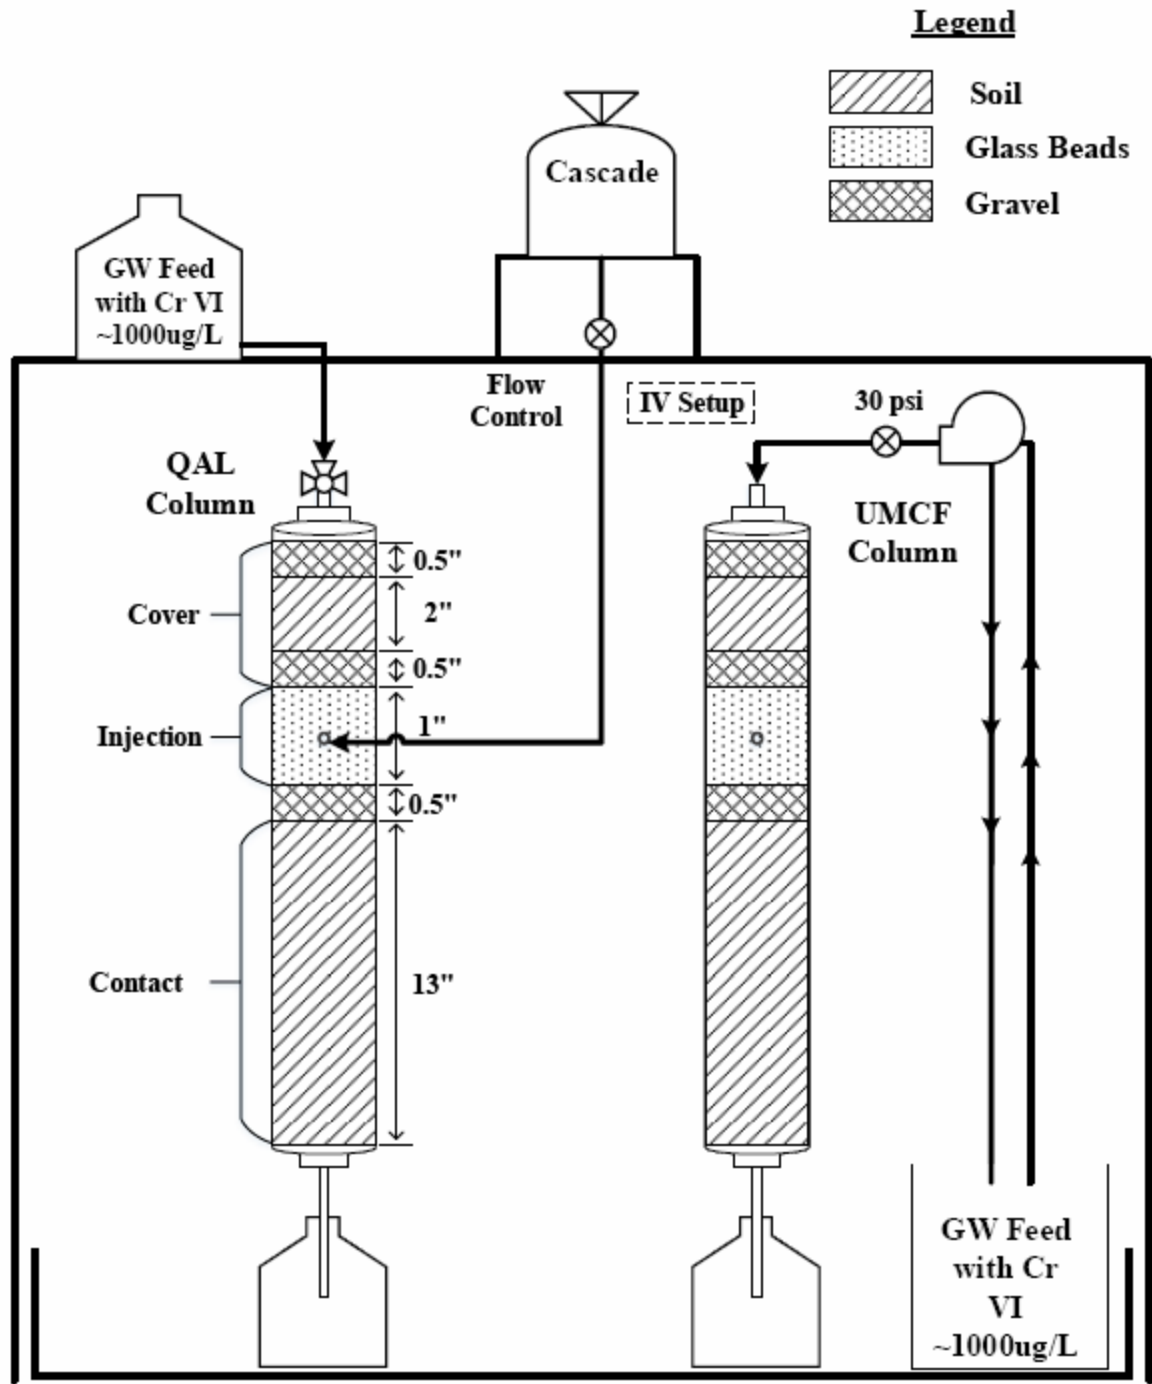 Legend
Soil
Glass Beads
Gravel
Cascade
GW Feed
with Cr VI
~1000ug/L
Flow
Control
IV Setup
30 psi
QAL
Column
UMCF
Column
0.5"
Cover
2"
0.5"
Injection
1"
0.5"
Contact
13"
GW Feed
with Cr
VI
~1000ug/L